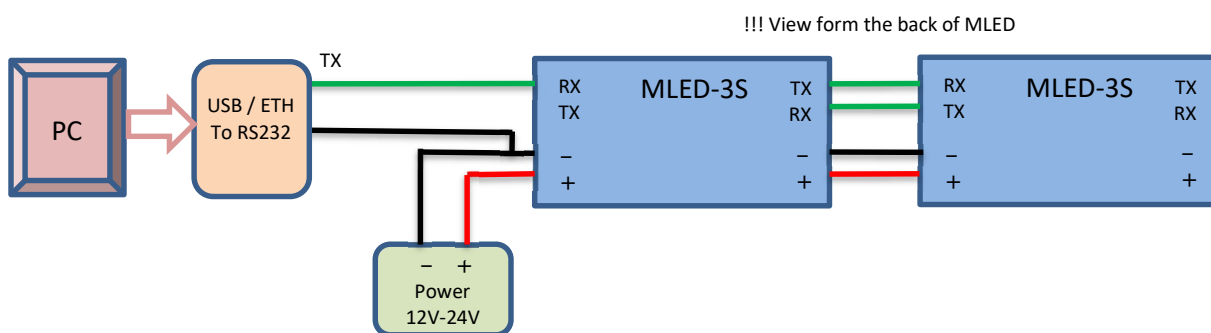 !!! View form the back of MLED
PC
USB / ETH
To RS232
TX
MLED-3S
RX
TX
−
+
TX
RX
−
+
MLED-3S
RX
TX
−
+
TX
RX
−
+
− +
Power
12V-24V